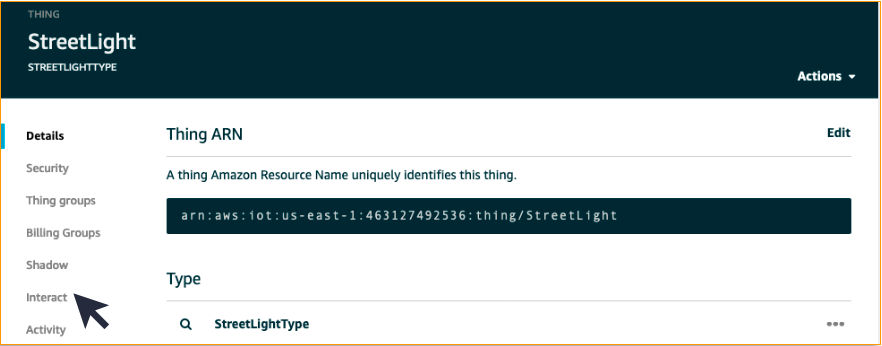 THING
StreetLight
STREETLIGHTTYPE
Actions
Details
Security
Thing groups
Billing Groups
Shadow
Interact
Activity
Thing ARN
Edit
A thing Amazon Resource Name uniquely identifies this thing.
arn:aws:iot:us-east-1:463127492536:thing/StreetLight
Type
StreetLightType